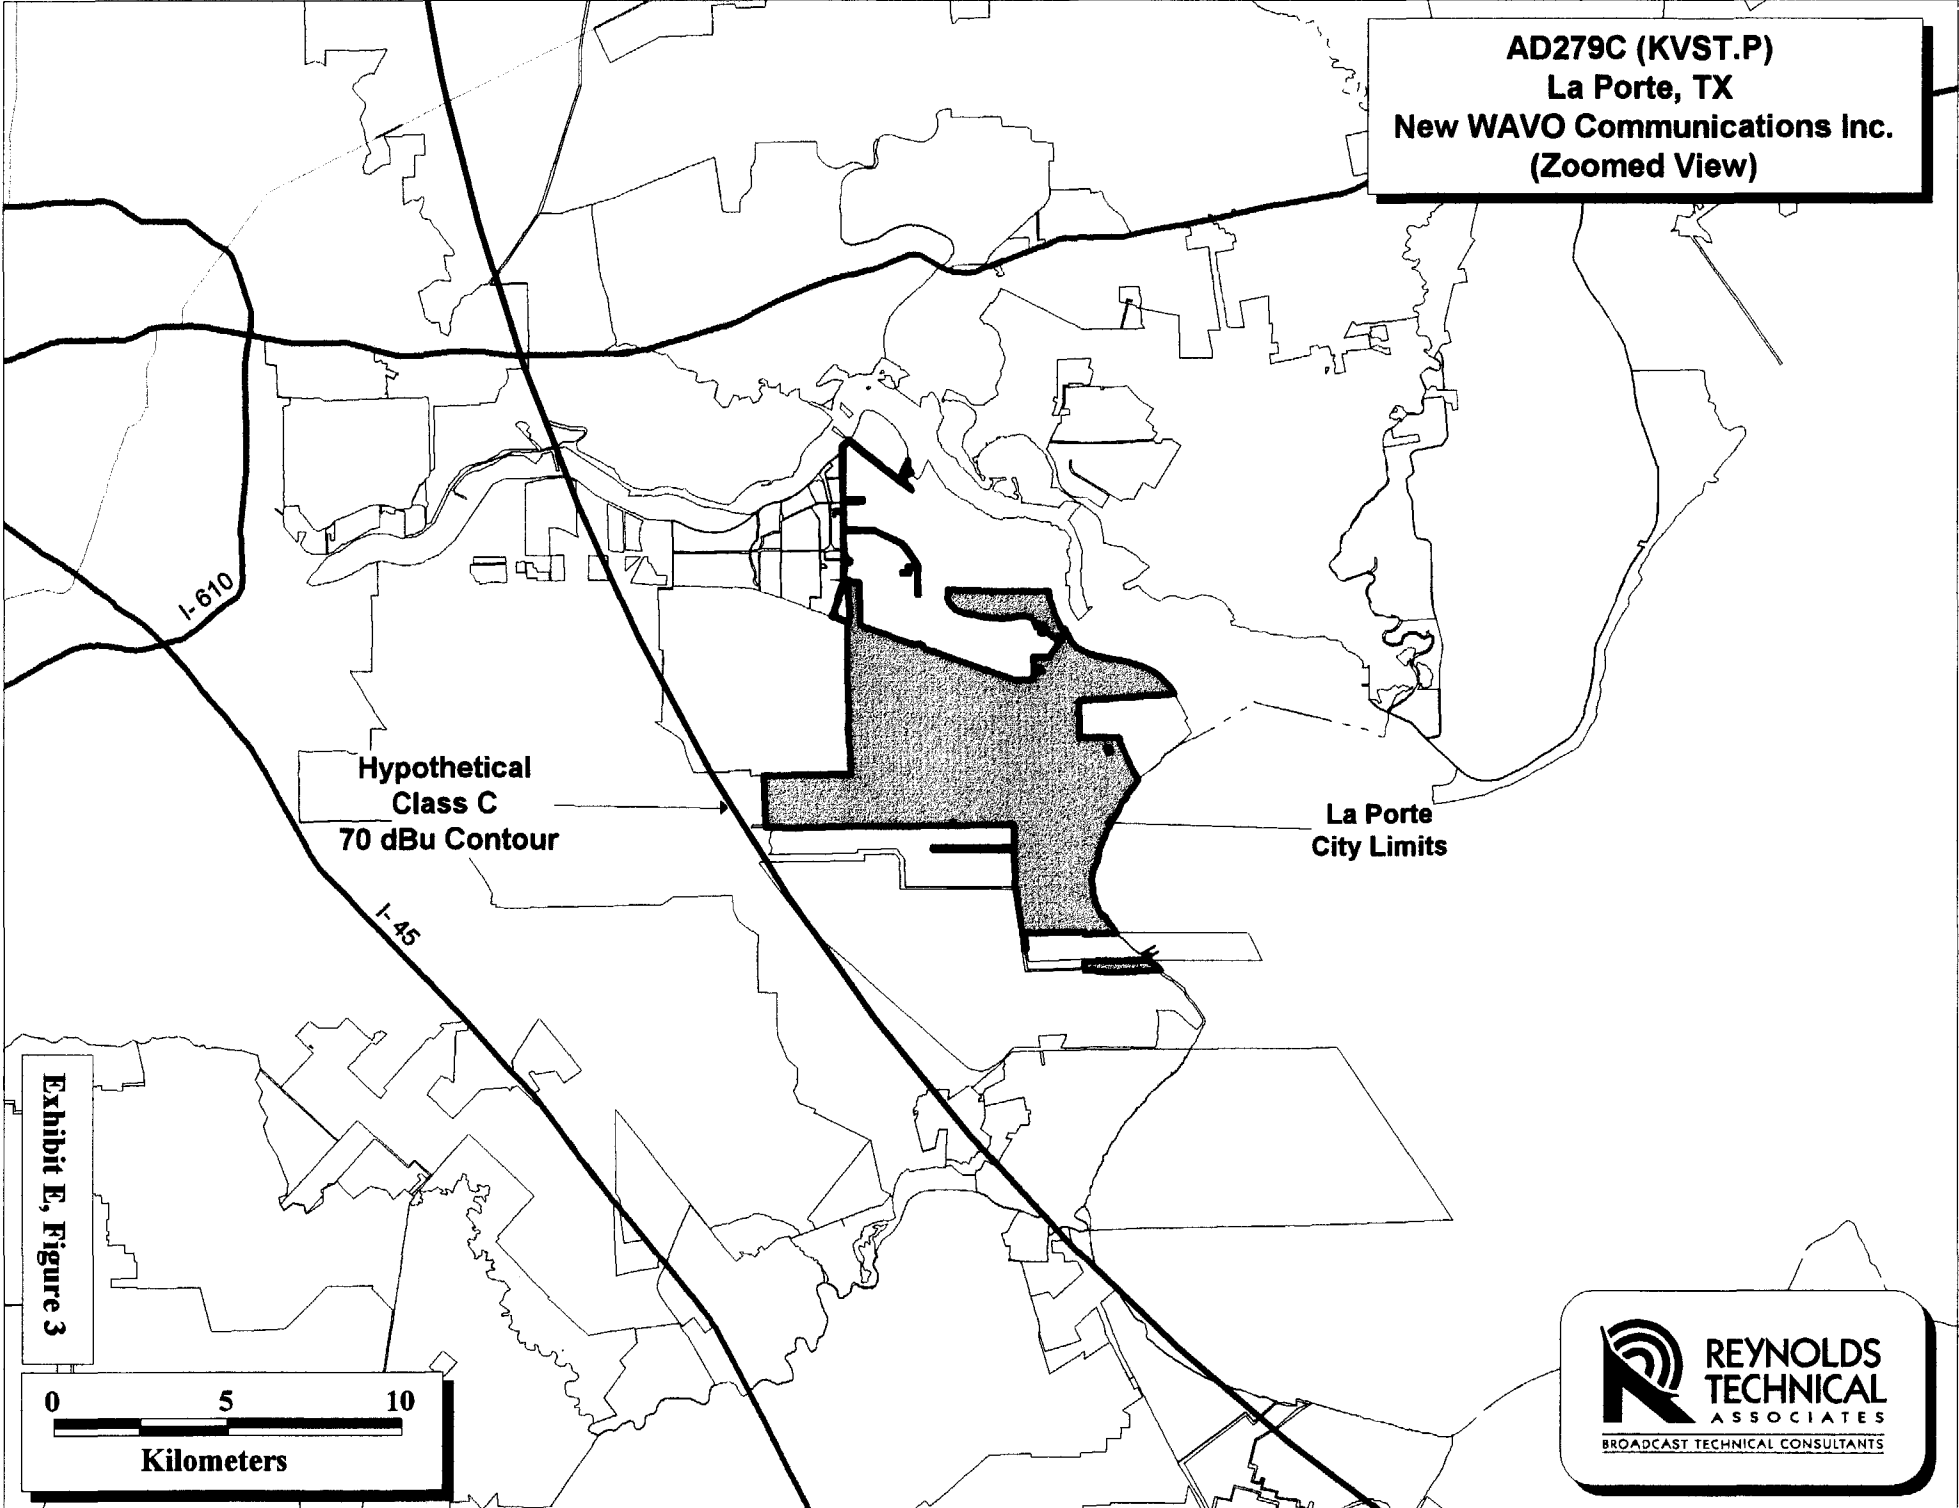 AD279C (KVST.P)
La Porte, TX
New WAVO Communications Inc.
(Zoomed View)
I-610
Hypothetical
Class C
70 dBu Contour
La Porte
City Limits
I-45
Exhibit E, Figure 3
0 5 10
Kilometers
REYNOLDS
TECHNICAL
ASSOCIATES
BROADCAST TECHNICAL CONSULTANTS